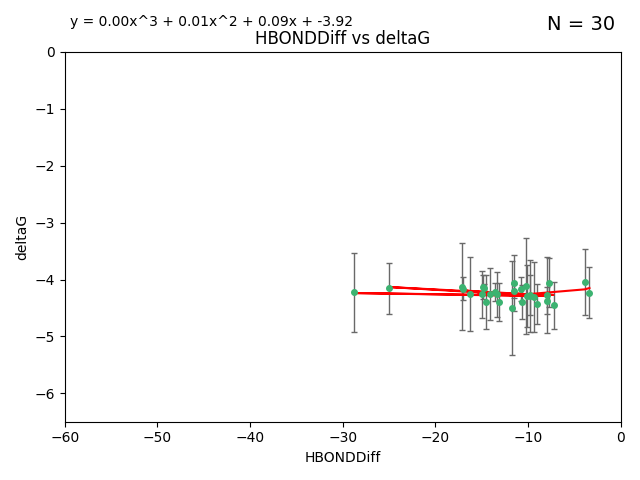 y = 0.00x^3 + 0.01x^2 + 0.09x + -3.92
N = 30
HBONDDiff vs deltaG
0
−1
−2
−3
−4
−5
−6
deltaG
−60 −50 −40 −30 −20 −10 0
HBONDDiff